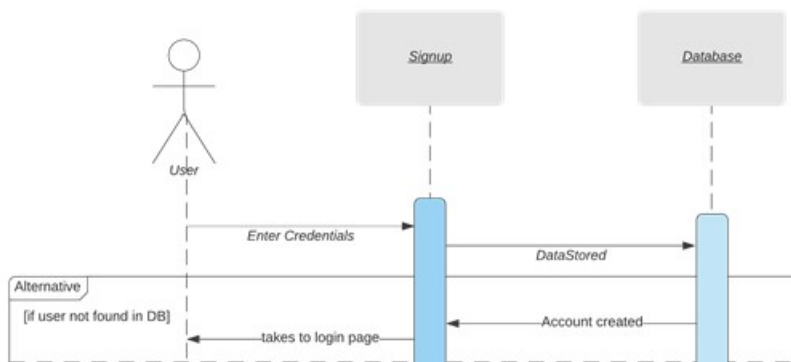 Signup
Database
User
Enter Credentials
DataStored
Alternative
[if user not found in DB]
Account created
takes to login page